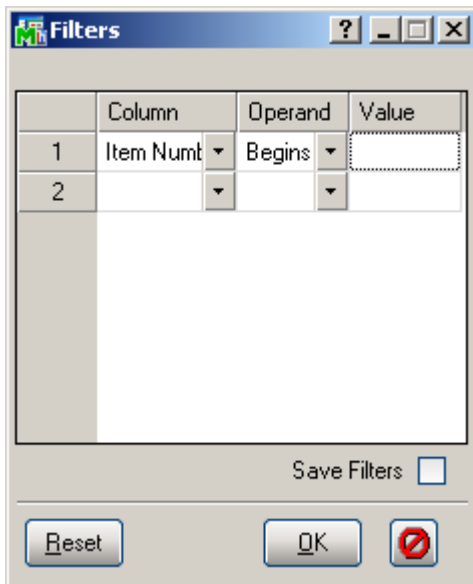 Filters
Column Operand Value
1 Item Numb Begins
2
Save Filters
Reset OK